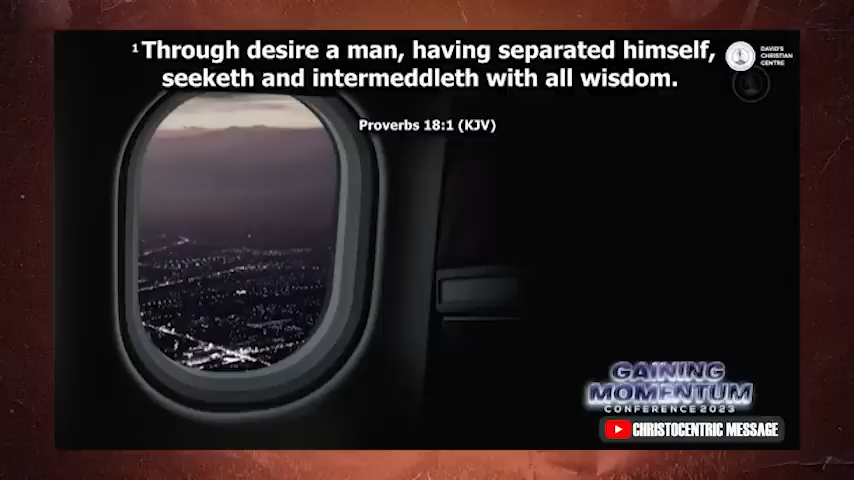 ¹Through desire a man, having separated himself,
seeketh and intermeddleth with all wisdom.
Proverbs 18:1 (KJV)
DAVID'S
CHRISTIAN
CENTRE
GAINING
MOMENTUM
CONFERENCE 2023
CHRISTOCENTRIC MESSAGE